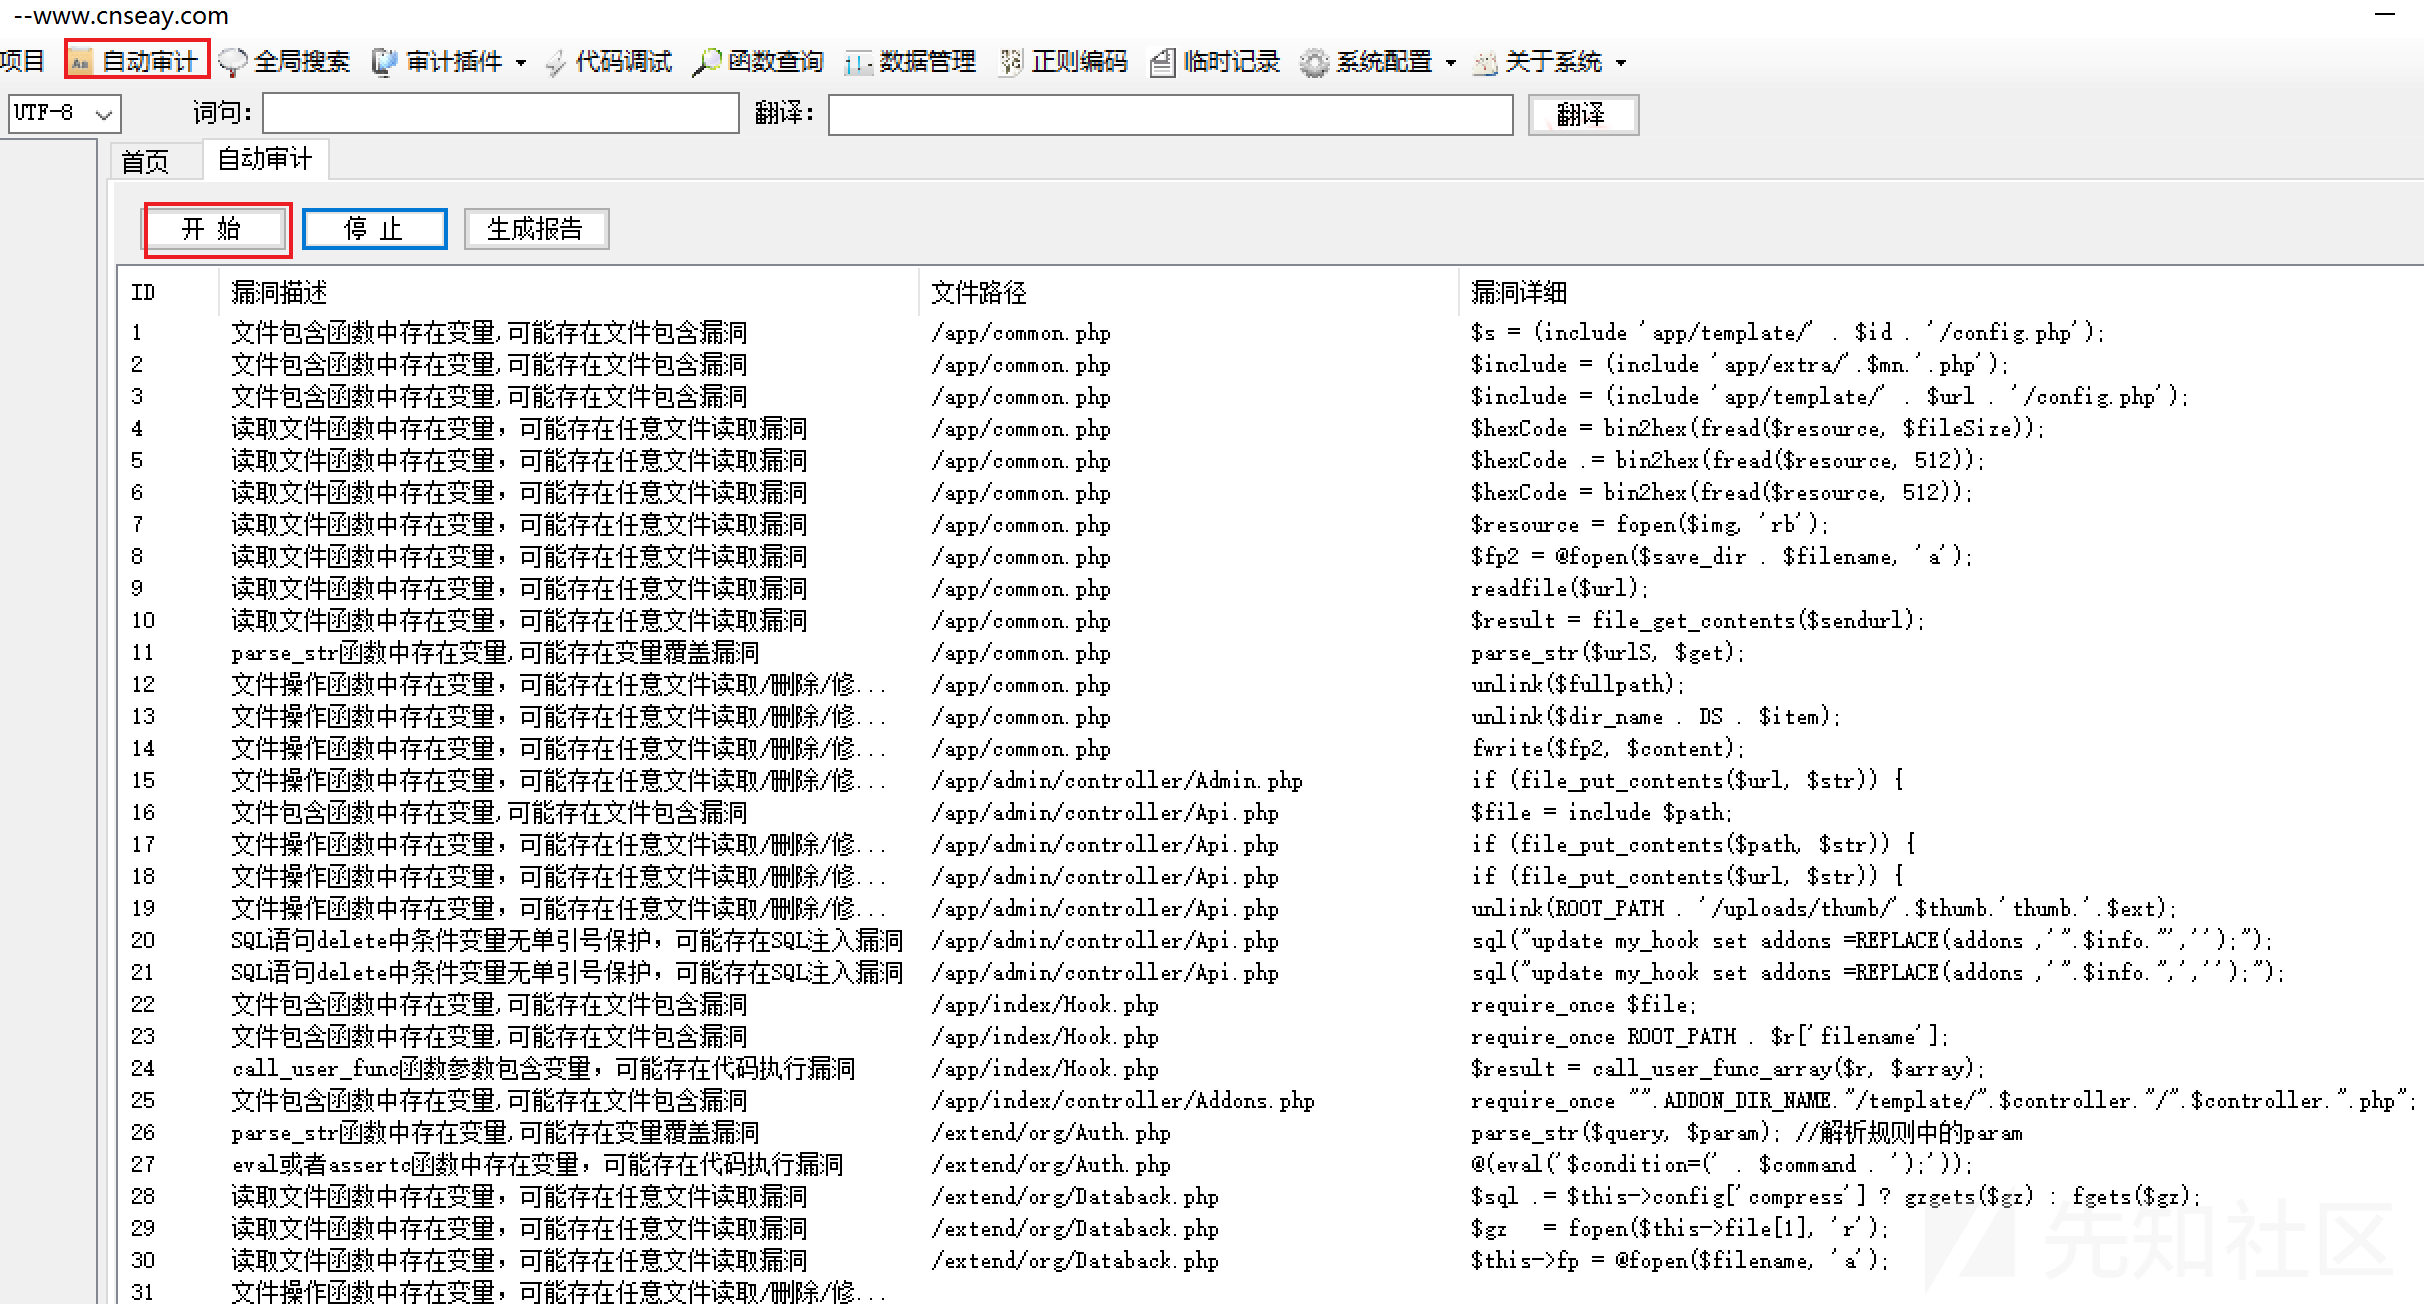 --www.cnseay.com
项目 自动审计 全局搜索 审计插件 代码调试 函数查询 数据管理 正则编码 临时记录 系统配置 关于系统
UTF-8 词句: 翻译: 翻译
首页 自动审计
开 始 停 止 生成报告
ID 漏洞描述 文件路径 漏洞详细
1 文件包含函数中存在变量,可能存在文件包含漏洞 /app/common.php $s = (include 'app/template/' . $id . '/config.php');
2 文件包含函数中存在变量,可能存在文件包含漏洞 /app/common.php $include = (include 'app/extra/'.$mn.'.php');
3 文件包含函数中存在变量,可能存在文件包含漏洞 /app/common.php $include = (include 'app/template/' . $url . '/config.php');
4 读取文件函数中存在变量，可能存在任意文件读取漏洞 /app/common.php $hexCode = bin2hex(fread($resource, $fileSize));
5 读取文件函数中存在变量，可能存在任意文件读取漏洞 /app/common.php $hexCode .= bin2hex(fread($resource, 512));
6 读取文件函数中存在变量，可能存在任意文件读取漏洞 /app/common.php $hexCode = bin2hex(fread($resource, 512));
7 读取文件函数中存在变量，可能存在任意文件读取漏洞 /app/common.php $resource = fopen($img, 'rb');
8 读取文件函数中存在变量，可能存在任意文件读取漏洞 /app/common.php $fp2 = @fopen($save_dir . $filename, 'a');
9 读取文件函数中存在变量，可能存在任意文件读取漏洞 /app/common.php readfile($url);
10 读取文件函数中存在变量，可能存在任意文件读取漏洞 /app/common.php $result = file_get_contents($sendurl);
11 parse_str函数中存在变量,可能存在变量覆盖漏洞 /app/common.php parse_str($urlS, $get);
12 文件操作函数中存在变量，可能存在任意文件读取/删除/修... /app/common.php unlink($fullpath);
13 文件操作函数中存在变量，可能存在任意文件读取/删除/修... /app/common.php unlink($dir_name . DS . $item);
14 文件操作函数中存在变量，可能存在任意文件读取/删除/修... /app/common.php fwrite($fp2, $content);
15 文件操作函数中存在变量，可能存在任意文件读取/删除/修... /app/admin/controller/Admin.php if (file_put_contents($url, $str)) {
16 文件包含函数中存在变量,可能存在文件包含漏洞 /app/admin/controller/Api.php $file = include $path;
17 文件操作函数中存在变量，可能存在任意文件读取/删除/修... /app/admin/controller/Api.php if (file_put_contents($path, $str)) {
18 文件操作函数中存在变量，可能存在任意文件读取/删除/修... /app/admin/controller/Api.php if (file_put_contents($url, $str)) {
19 文件操作函数中存在变量，可能存在任意文件读取/删除/修... /app/admin/controller/Api.php unlink(ROOT_PATH . '/uploads/thumb/'.$thumb.'thumb.'.$ext);
20 SQL语句delete中条件变量无单引号保护，可能存在SQL注入漏洞 /app/admin/controller/Api.php sql("update my_hook set addons =REPLACE(addons ,'".$info."','');");
21 SQL语句delete中条件变量无单引号保护，可能存在SQL注入漏洞 /app/admin/controller/Api.php sql("update my_hook set addons =REPLACE(addons ,'".$info.",','');");
22 文件包含函数中存在变量,可能存在文件包含漏洞 /app/index/Hook.php require_once $file;
23 文件包含函数中存在变量,可能存在文件包含漏洞 /app/index/Hook.php require_once ROOT_PATH . $r['filename'];
24 call_user_func函数参数包含变量，可能存在代码执行漏洞 /app/index/Hook.php $result = call_user_func_array($r, $array);
25 文件包含函数中存在变量,可能存在文件包含漏洞 /app/index/controller/Addons.php require_once "".ADDON_DIR_NAME."/template/".$controller."/".$controller.".php";
26 parse_str函数中存在变量,可能存在变量覆盖漏洞 /extend/org/Auth.php parse_str($query, $param); //解析规则中的param
27 eval或者assertc函数中存在变量，可能存在代码执行漏洞 /extend/org/Auth.php @(eval('$condition=(' . $command . ');'));
28 读取文件函数中存在变量，可能存在任意文件读取漏洞 /extend/org/Databack.php $sql .= $this->config['compress'] ? gzgets($gz) : fgets($gz);
29 读取文件函数中存在变量，可能存在任意文件读取漏洞 /extend/org/Databack.php $gz = fopen($this->file[1], 'r');
30 读取文件函数中存在变量，可能存在任意文件读取漏洞 /extend/org/Databack.php $this->fp = @fopen($filename, 'a');
31 文件操作函数中存在变量，可能存在任意文件读取/删除/修...
先知社区